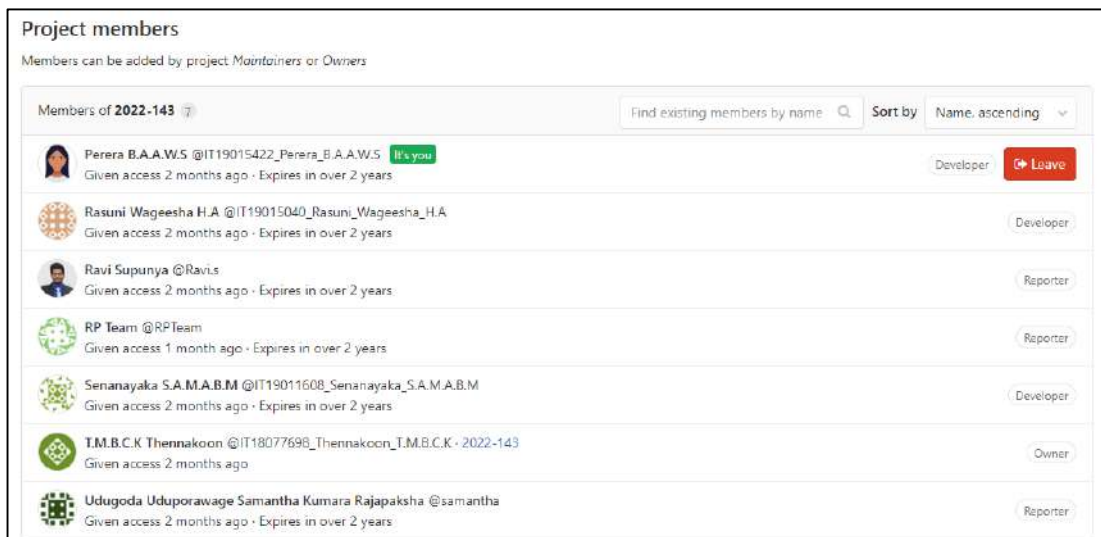 Project members
Members can be added by project Maintainers or Owners
Members of 2022-143 7
Find existing members by name
Sort by
Name, ascending
Perera B.A.A.W.S @IT19015422_Perera_B.A.A.W.S It's you
Given access 2 months ago · Expires in over 2 years
Developer
Leave
Rasuni Wageesha H.A @IT19015040_Rasuni_Wageesha_H.A
Given access 2 months ago · Expires in over 2 years
Developer
Ravi Supunya @Ravi.s
Given access 2 months ago · Expires in over 2 years
Reporter
RP Team @RPTeam
Given access 1 month ago · Expires in over 2 years
Reporter
Senanayaka S.A.M.A.B.M @IT19011608_Senanayaka_S.A.M.A.B.M
Given access 2 months ago · Expires in over 2 years
Developer
T.M.B.C.K Thennakoon @IT18077698_Thennakoon_T.M.B.C.K · 2022-143
Given access 2 months ago
Owner
Udugoda Uduporawage Samantha Kumara Rajapaksha @samantha
Given access 2 months ago · Expires in over 2 years
Reporter